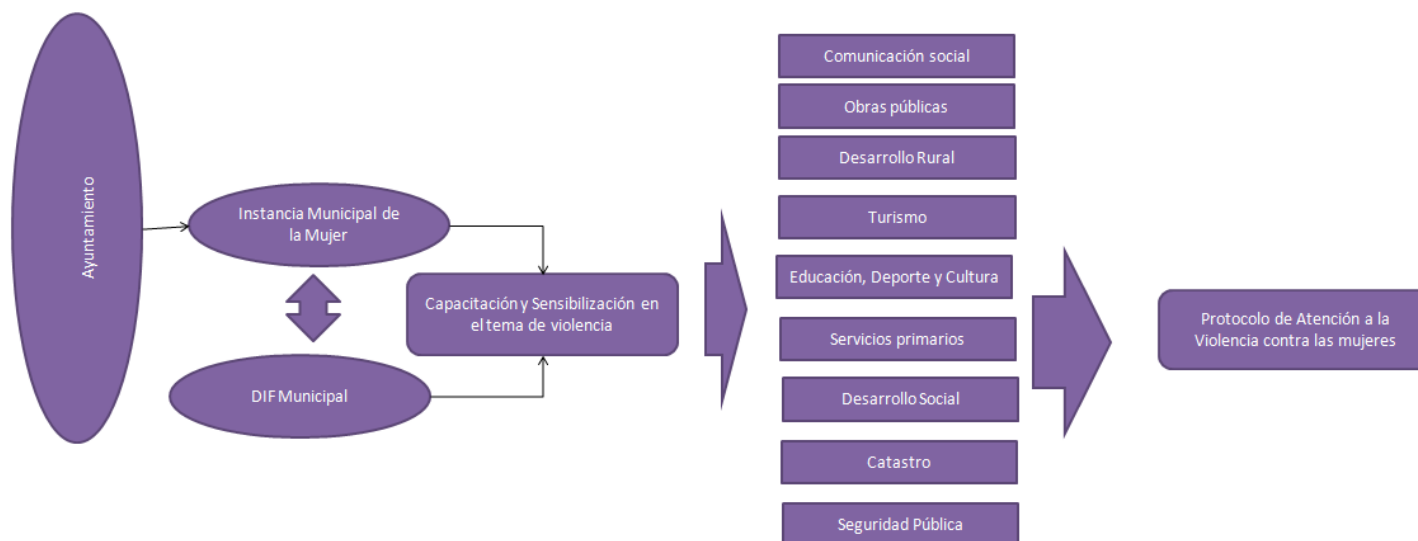 Ayuntamiento
Instancia Municipal de
la Mujer
DIF Municipal
Capacitación y Sensibilización en
el tema de violencia
Comunicación social
Obras públicas
Desarrollo Rural
Turismo
Educación, Deporte y Cultura
Servicios primarios
Desarrollo Social
Catastro
Seguridad Pública
Protocolo de Atención a la
Violencia contra las mujeres